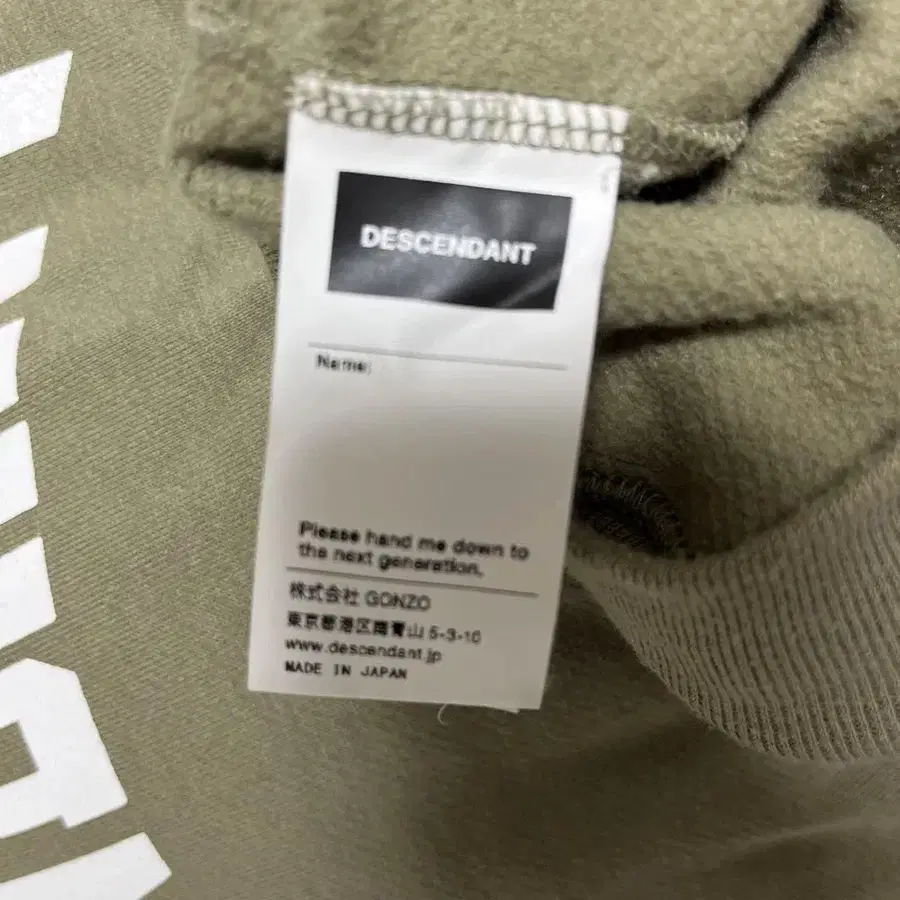 DESCENDANT
Name:
Please hand me down to
the next generation.
株式会社 GONZO
東京都港区南青山 5-3-10
www.descendant.jp
MADE IN JAPAN